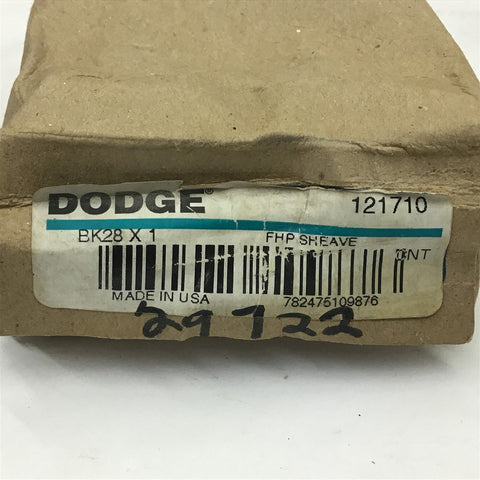 DODGE® 121710
BK28 X 1 FHP SHEAVE
CNT
MADE IN USA 782475109876
29722